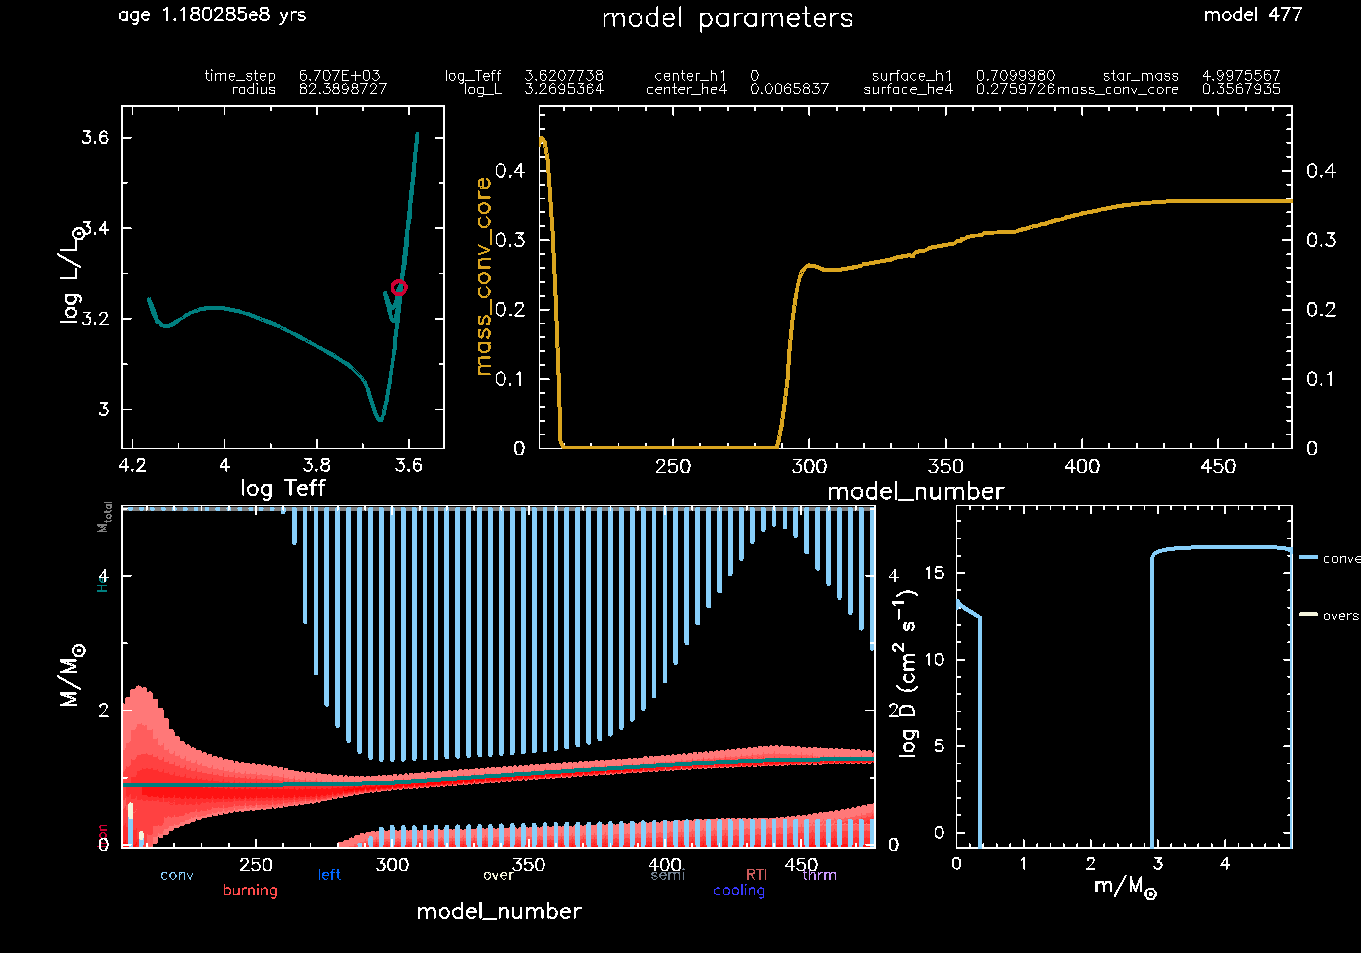 age 1.180285e8 yrs
model parameters
model 477
time_step 6.707E+03 log_Teff 3.6207738 center_h1 0 surface_h1 0.7099980 star_mass 4.9975567
radius 82.3898727 log_L 3.2695364 center_he4 0.0065837 surface_he4 0.2759726 mass_conv_core 0.3567935
log L/L⊙
3.6
3.4
3.2
3
4.2 4 3.8 3.6
log Teff
mass_conv_core
0.4 0.4
0.3 0.3
0.2 0.2
0.1 0.1
0 0
250 300 350 400 450
model_number
M/M⊙
Mtotal
He
4 4
2 2
0 0
250 300 350 400 450
conv left over semi RTI thrm
burning cooling
model_number
log D (cm² s⁻¹)
15
10
5
0
0 1 2 3 4
m/M⊙
conve
overs